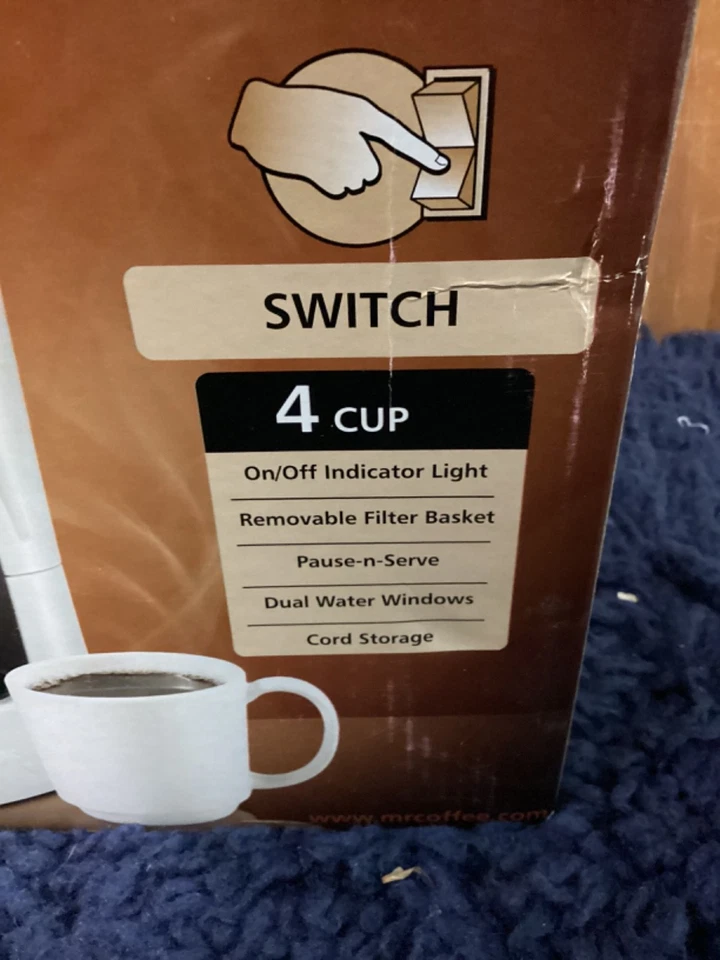 SWITCH
4 CUP
On/Off Indicator Light
Removable Filter Basket
Pause-n-Serve
Dual Water Windows
Cord Storage
www.mrcoffee.com